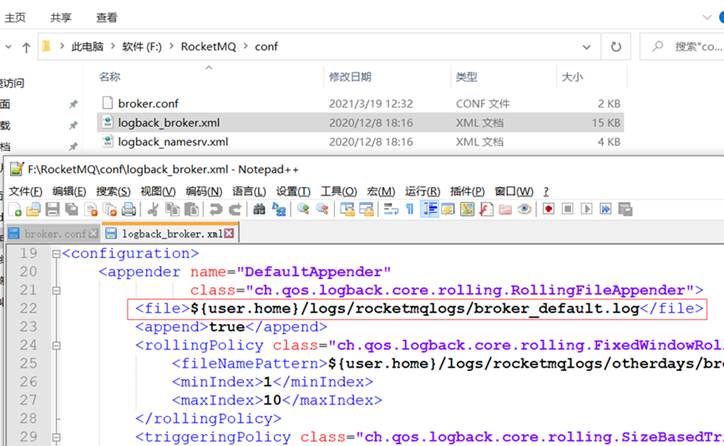 主页 共享 查看
此电脑 软件 (F:) RocketMQ conf 搜索"co...
速访问 名称 修改日期 类型 大小
面 broker.conf 2021/3/19 12:32 CONF 文件 2 KB
载 logback_broker.xml 2020/12/8 18:16 XML 文档 15 KB
档 logback_namesrv.xml 2020/12/8 18:16 XML 文档 4 KB
F:\RocketMQ\conf\logback_broker.xml - Notepad++
文件(F) 编辑(E) 搜索(S) 视图(V) 编码(N) 语言(L) 设置(T) 工具(O) 宏(M) 运行(R) 插件(P) 窗口(W) ?
broker.conf logback_broker.xml
19 <configuration>
20 <appender name="DefaultAppender"
21 class="ch.qos.logback.core.rolling.RollingFileAppender">
22 <file>${user.home}/logs/rocketmqlogs/broker_default.log</file>
23 <append>true</append>
24 <rollingPolicy class="ch.qos.logback.core.rolling.FixedWindowRoll
25 <fileNamePattern>${user.home}/logs/rocketmqlogs/otherdays/bro
26 <minIndex>1</minIndex>
27 <maxIndex>10</maxIndex>
28 </rollingPolicy>
29 <triggeringPolicy class="ch.qos.logback.core.rolling.SizeBasedTri